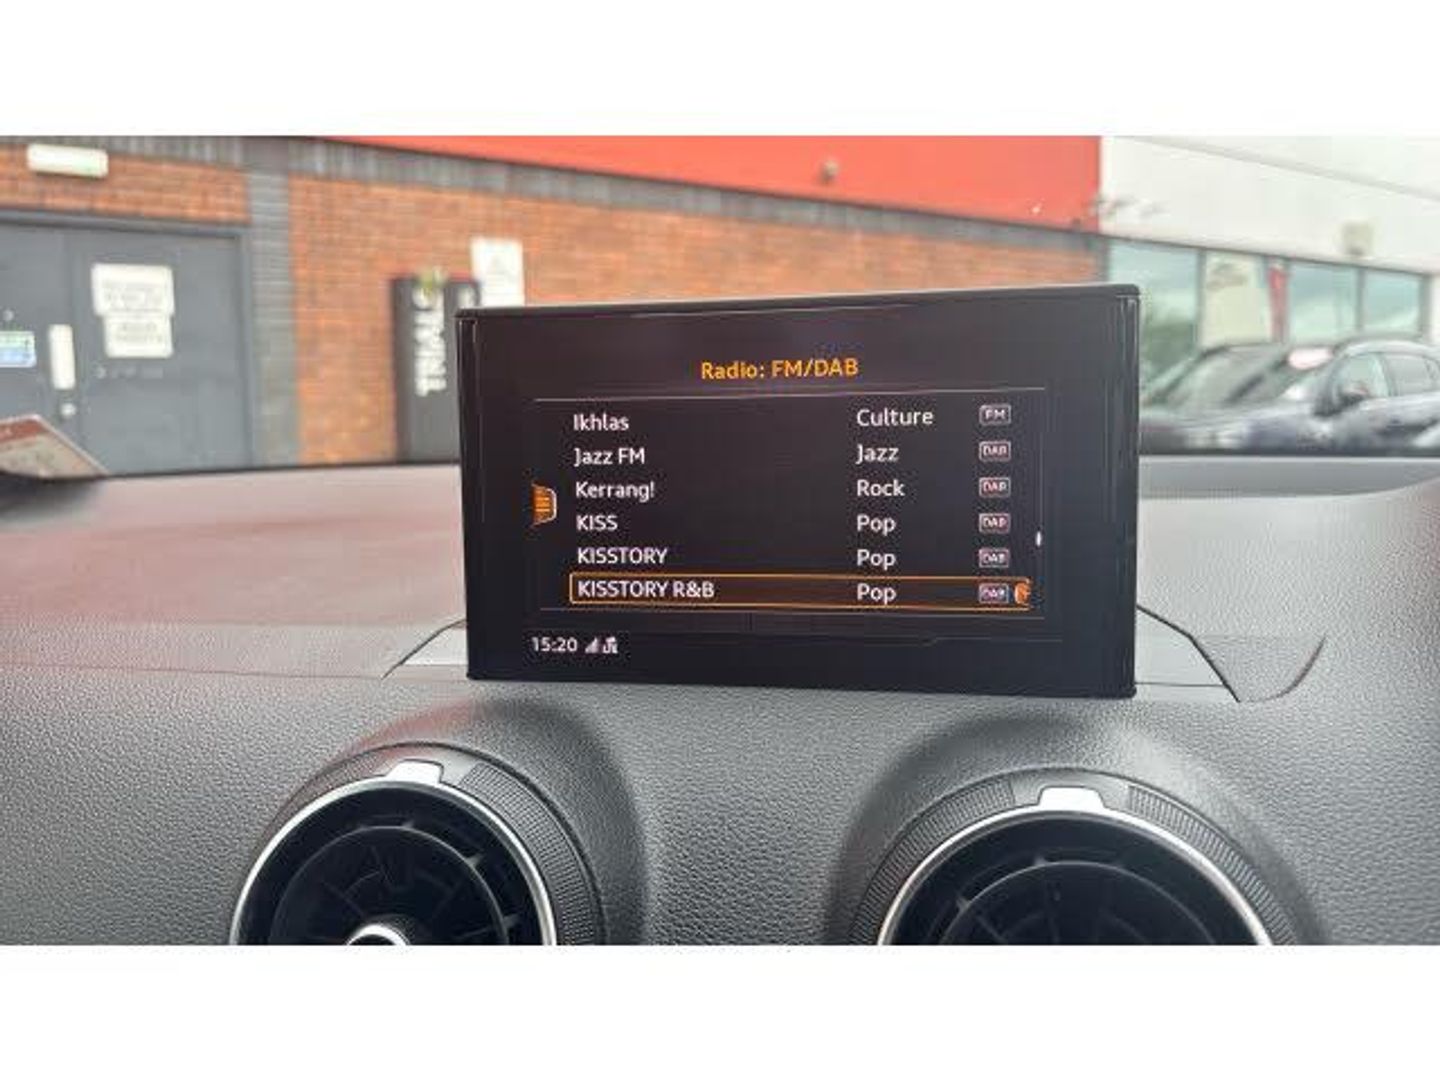 Radio: FM/DAB
Ikhlas Culture FM
Jazz FM Jazz DAB
Kerrang! Rock DAB
KISS Pop DAB
KISSTORY Pop DAB
KISSTORY R&B Pop DAB
15:20